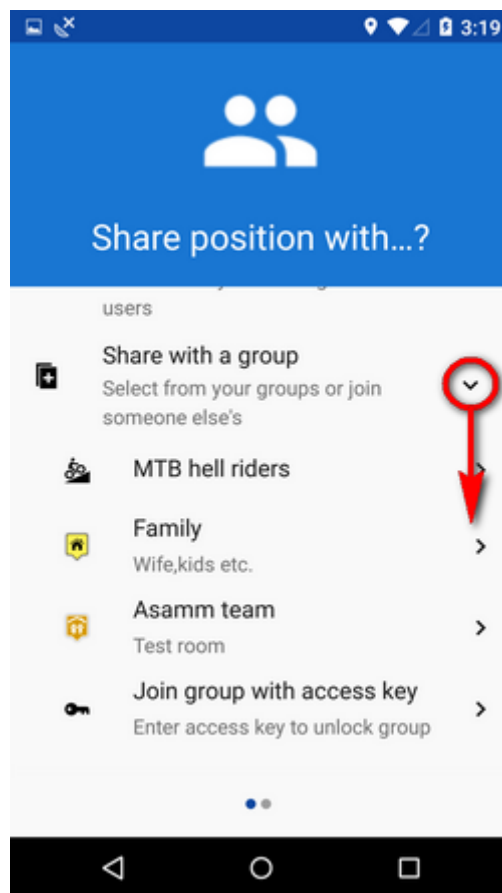 3:19
Share position with...?
users
Share with a group
Select from your groups or join
someone else's
MTB hell riders
Family
Wife,kids etc.
Asamm team
Test room
Join group with access key
Enter access key to unlock group